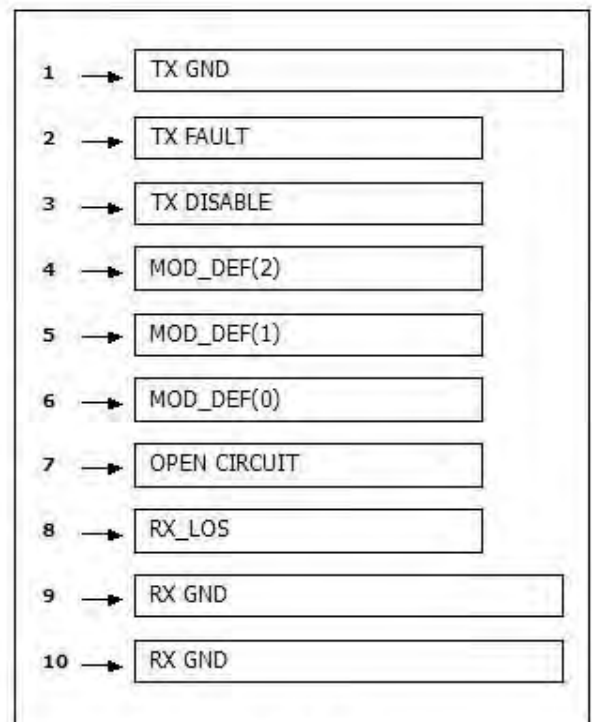 1 TX GND
2 TX FAULT
3 TX DISABLE
4 MOD_DEF(2)
5 MOD_DEF(1)
6 MOD_DEF(0)
7 OPEN CIRCUIT
8 RX_LOS
9 RX GND
10 RX GND